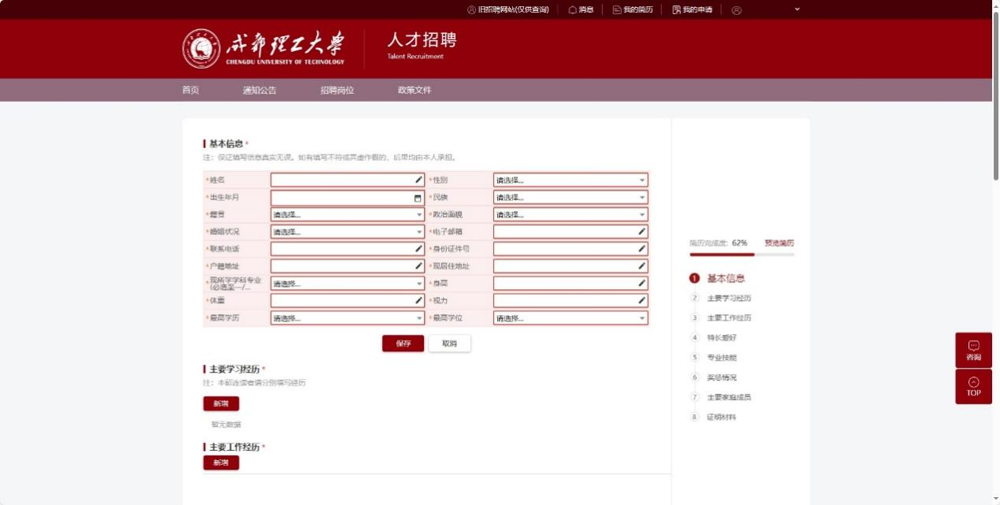 旧招聘网站(仅供查询) 消息 我的简历 我的申请
成都理工大学
CHENGDU UNIVERSITY OF TECHNOLOGY
人才招聘
Talent Recruitment
首页 通知公告 招聘岗位 政策文件
基本信息 *
注：保证填写信息真实无误。如有填写不符或弄虚作假的，后果均由本人承担。
*姓名 *性别 请选择...
*出生年月 *民族 请选择...
*籍贯 请选择... *政治面貌 请选择...
*婚姻状况 请选择... *电子邮箱
*联系电话 *身份证件号
*户籍地址 *现居住地址
*现所学学科专业(必选至一/... 请选择... *身高
*体重 *视力
*最高学历 请选择... *最高学位 请选择...
保存 取消
主要学习经历 *
注：本硕连读者请分别填写经历
新增
暂无数据
主要工作经历 *
新增
简历完成度: 62% 预览简历
1 基本信息
2 主要学习经历
3 主要工作经历
4 特长爱好
5 专业技能
6 奖惩情况
7 主要家庭成员
8 证明材料
咨询
TOP